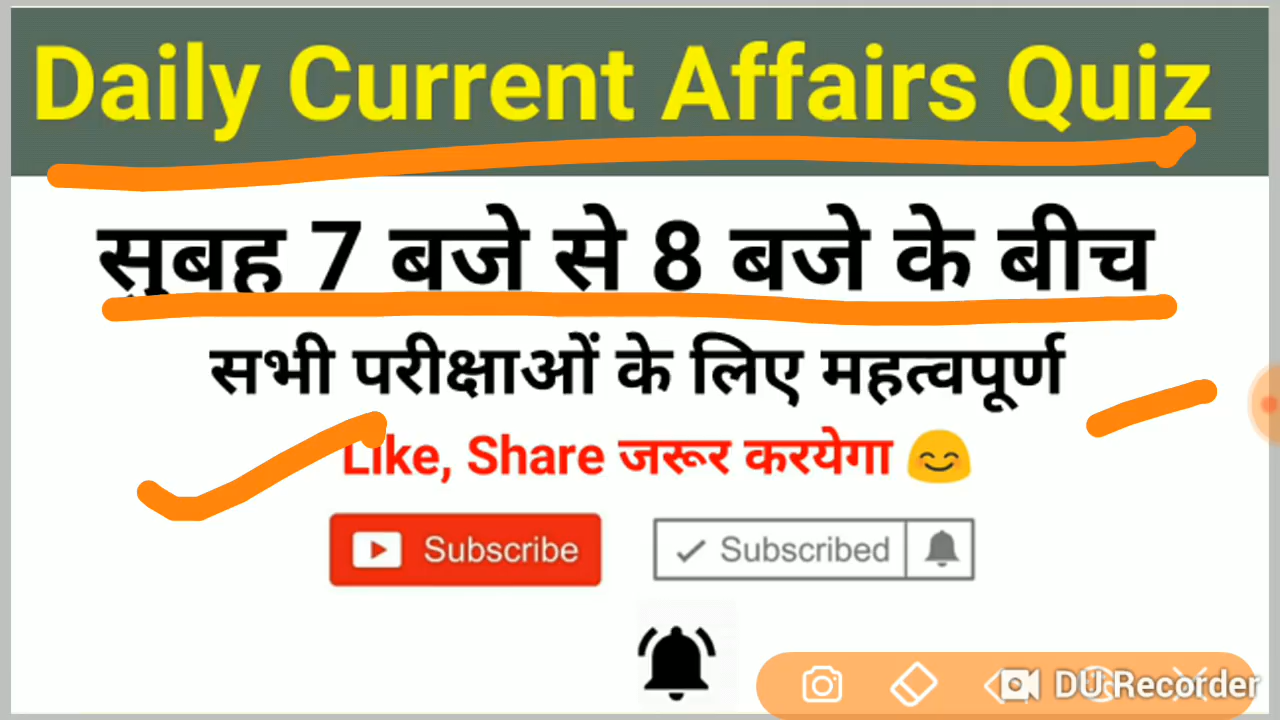 Daily Current Affairs Quiz
सुबह 7 बजे से 8 बजे के बीच
सभी परीक्षाओं के लिए महत्वपूर्ण
Like, Share जरूर करयेगा 😊
Subscribe
Subscribed
DU Recorder